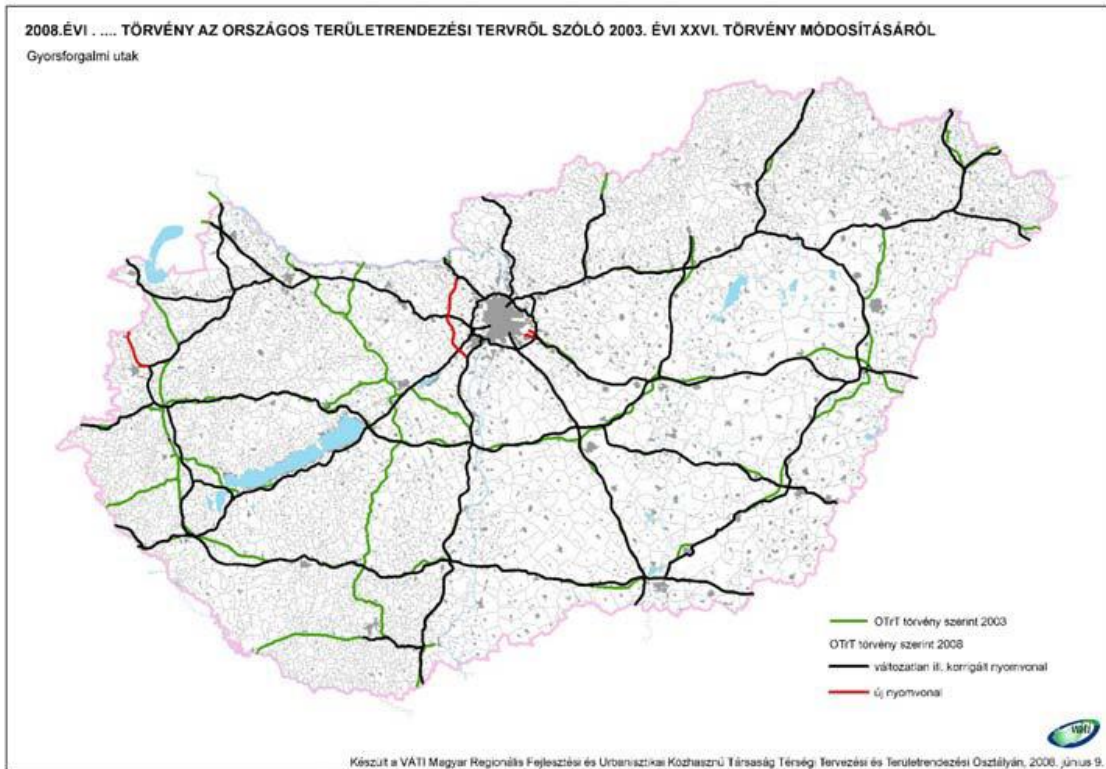 2008.ÉVI . .... TÖRVÉNY AZ ORSZÁGOS TERÜLETRENDEZÉSI TERVRŐL SZÓLÓ 2003. ÉVI XXVI. TÖRVÉNY MÓDOSÍTÁSÁRÓL
Gyorsforgalmi utak
OTrT törvény szerint 2003
OTrT törvény szerint 2008
változatlan ill. korrigált nyomvonal
új nyomvonal
váti
Készült a VÁTI Magyar Regionális Fejlesztési és Urbanisztikai Közhasznú Társaság Térségi Tervezési és Területrendezési Osztályán, 2008. június 9.